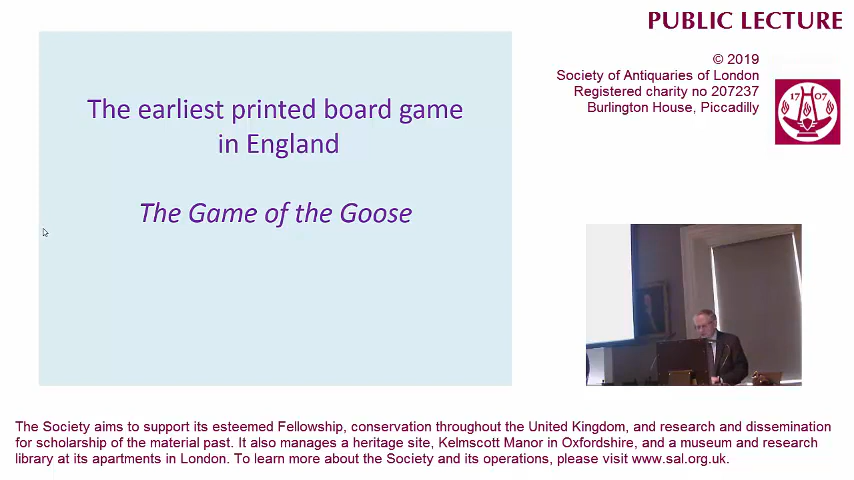 PUBLIC LECTURE
© 2019
Society of Antiquaries of London
Registered charity no 207237
Burlington House, Piccadilly
1707
The earliest printed board game
in England
The Game of the Goose
The Society aims to support its esteemed Fellowship, conservation throughout the United Kingdom, and research and dissemination
for scholarship of the material past. It also manages a heritage site, Kelmscott Manor in Oxfordshire, and a museum and research
library at its apartments in London. To learn more about the Society and its operations, please visit www.sal.org.uk.